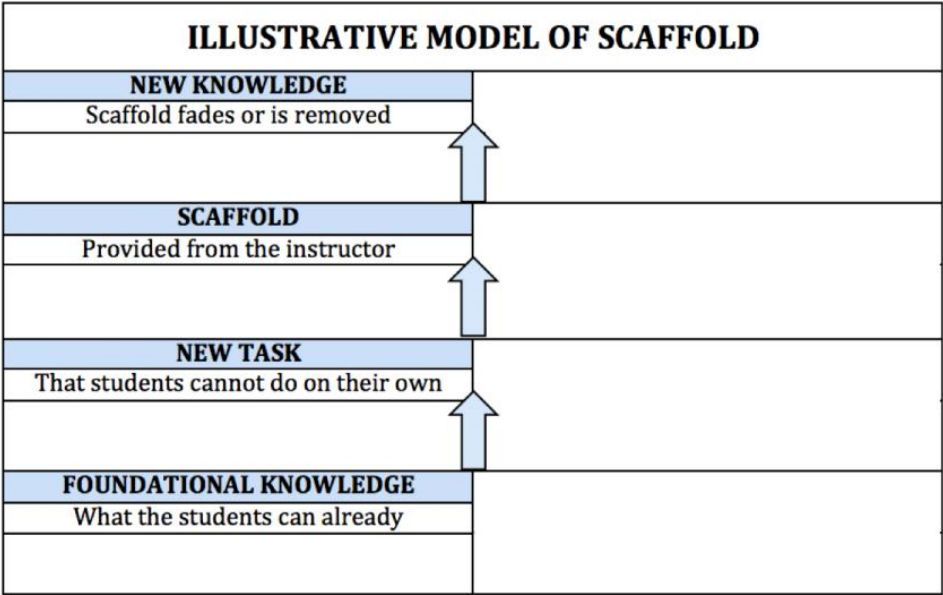 ILLUSTRATIVE MODEL OF SCAFFOLD
NEW KNOWLEDGE
Scaffold fades or is removed
SCAFFOLD
Provided from the instructor
NEW TASK
That students cannot do on their own
FOUNDATIONAL KNOWLEDGE
What the students can already